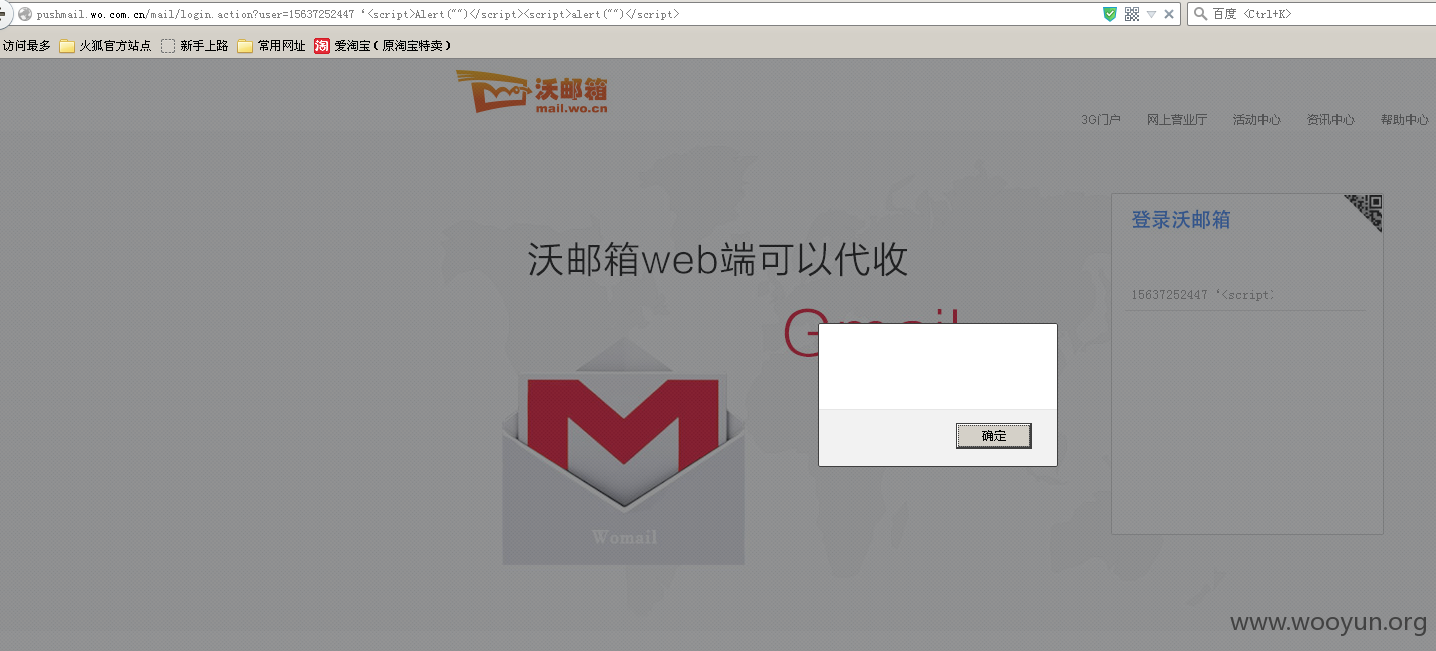 pushmail.wo.com.cn/mail/login.action?user=15637252447 ‘<script>Alert("")</script><script>alert("")</script>
百度 <Ctrl+K>
访问最多 火狐官方站点 新手上路 常用网址 淘 爱淘宝（原淘宝特卖）
沃邮箱
mail.wo.cn
3G门户 网上营业厅 活动中心 资讯中心 帮助中心
登录沃邮箱
沃邮箱web端可以代收
15637252447 ‘<script>
Gmail
确定
Womail
www.wooyun.org